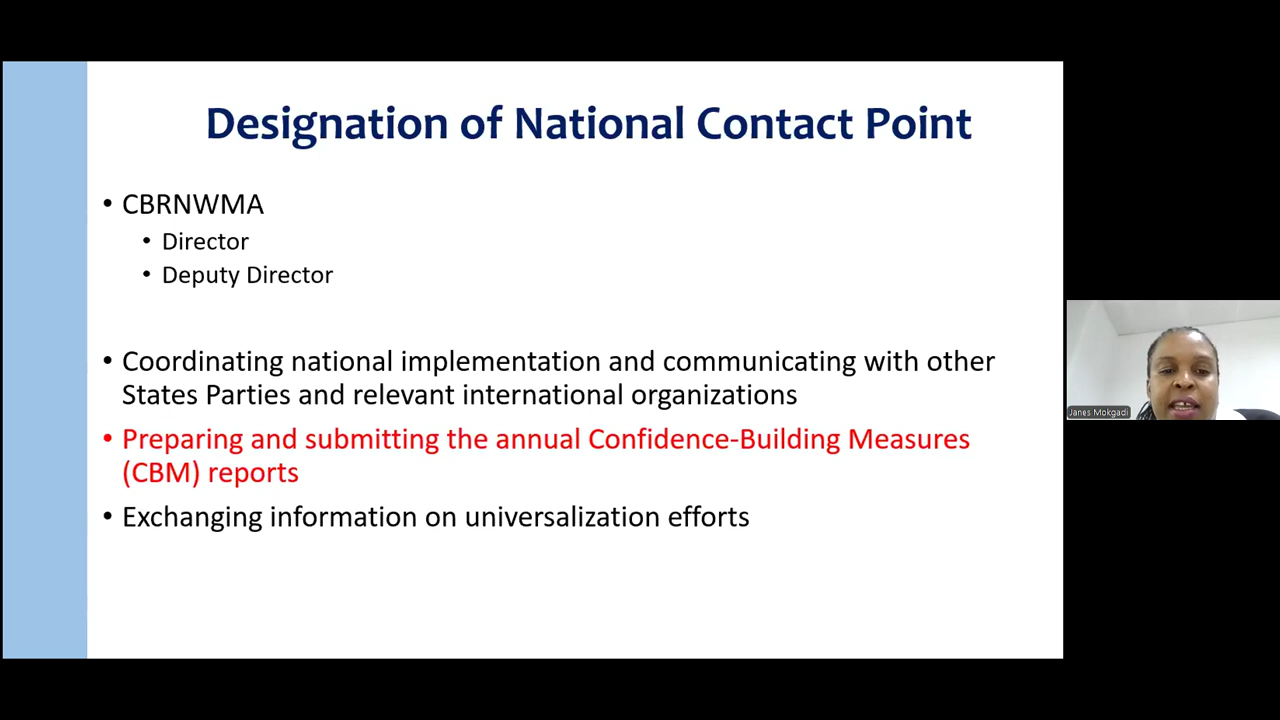 Designation of National Contact Point
• CBRNWMA
• Director
• Deputy Director
• Coordinating national implementation and communicating with other
States Parties and relevant international organizations
• Preparing and submitting the annual Confidence-Building Measures
(CBM) reports
• Exchanging information on universalization efforts
Janes Mokgadi